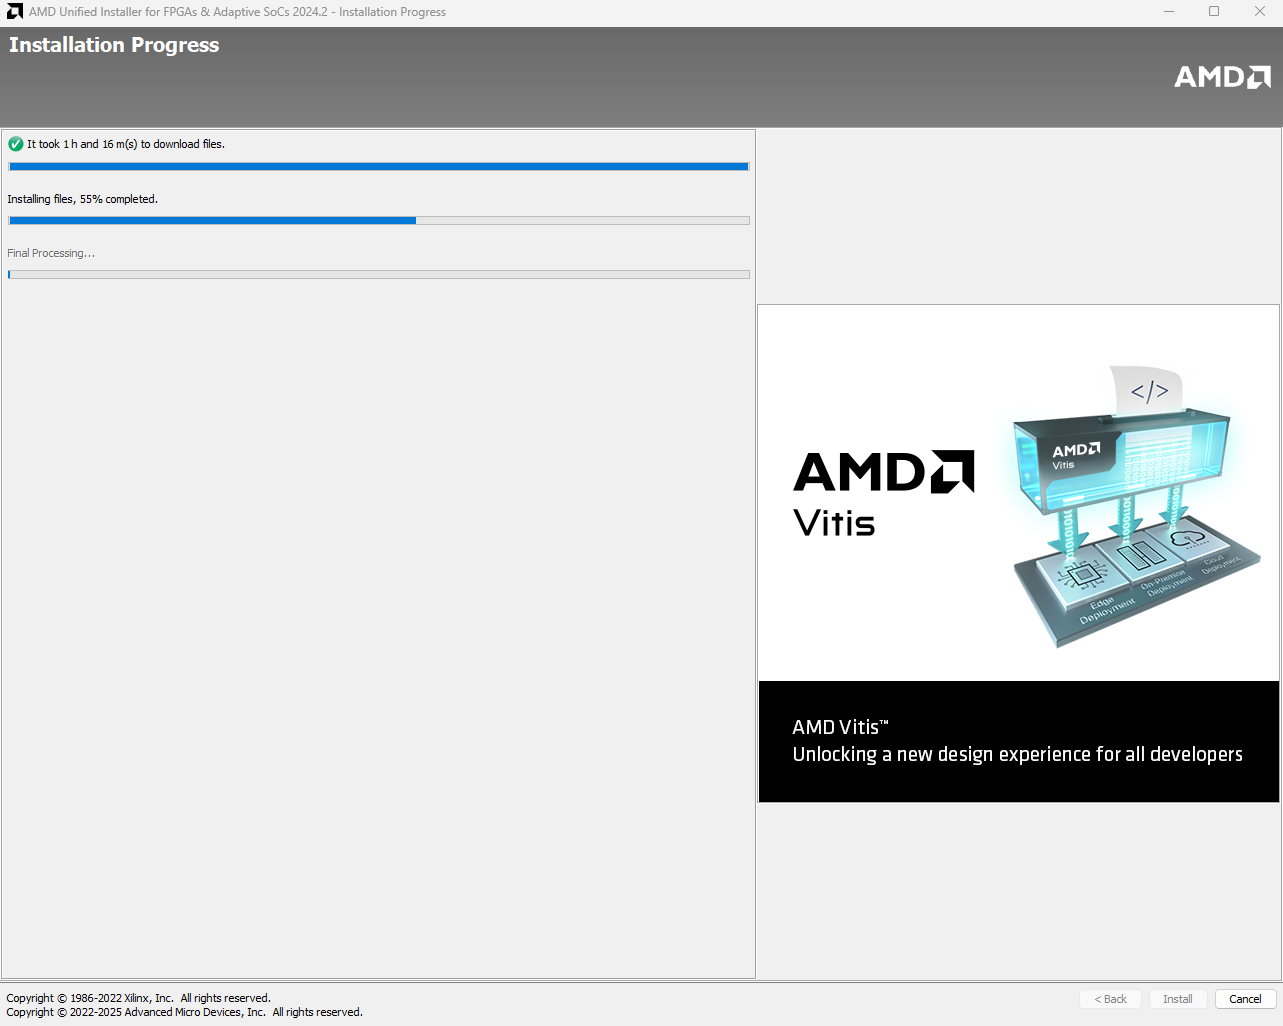 AMD Unified Installer for FPGAs & Adaptive SoCs 2024.2 - Installation Progress
Installation Progress
AMD
It took 1 h and 16 m(s) to download files.
Installing files, 55% completed.
Final Processing...
</>
AMD
Vitis
AMD
Vitis
Edge
Deployment
On-Premise
Deployment
Cloud
Deployment
AMD Vitis™
Unlocking a new design experience for all developers
Copyright © 1986-2022 Xilinx, Inc.  All rights reserved.
Copyright © 2022-2025 Advanced Micro Devices, Inc.  All rights reserved.
< Back
Install
Cancel